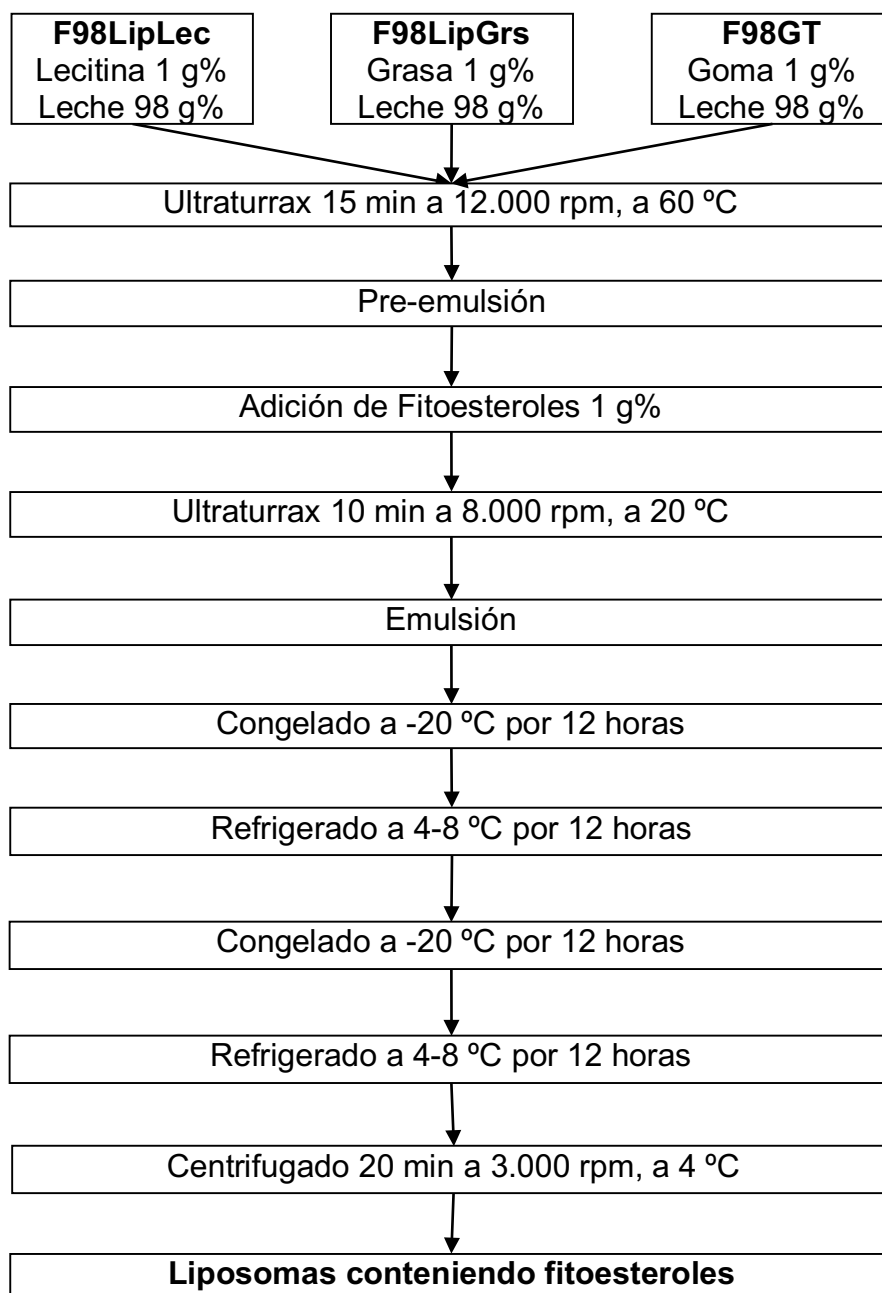 F98LipLec
Lecitina 1 g%
Leche 98 g%
F98LipGrs
Grasa 1 g%
Leche 98 g%
F98GT
Goma 1 g%
Leche 98 g%
Ultraturrax 15 min a 12.000 rpm, a 60 ºC
Pre-emulsión
Adición de Fitoesteroles 1 g%
Ultraturrax 10 min a 8.000 rpm, a 20 ºC
Emulsión
Congelado a -20 ºC por 12 horas
Refrigerado a 4-8 ºC por 12 horas
Congelado a -20 ºC por 12 horas
Refrigerado a 4-8 ºC por 12 horas
Centrifugado 20 min a 3.000 rpm, a 4 ºC
Liposomas conteniendo fitoesteroles